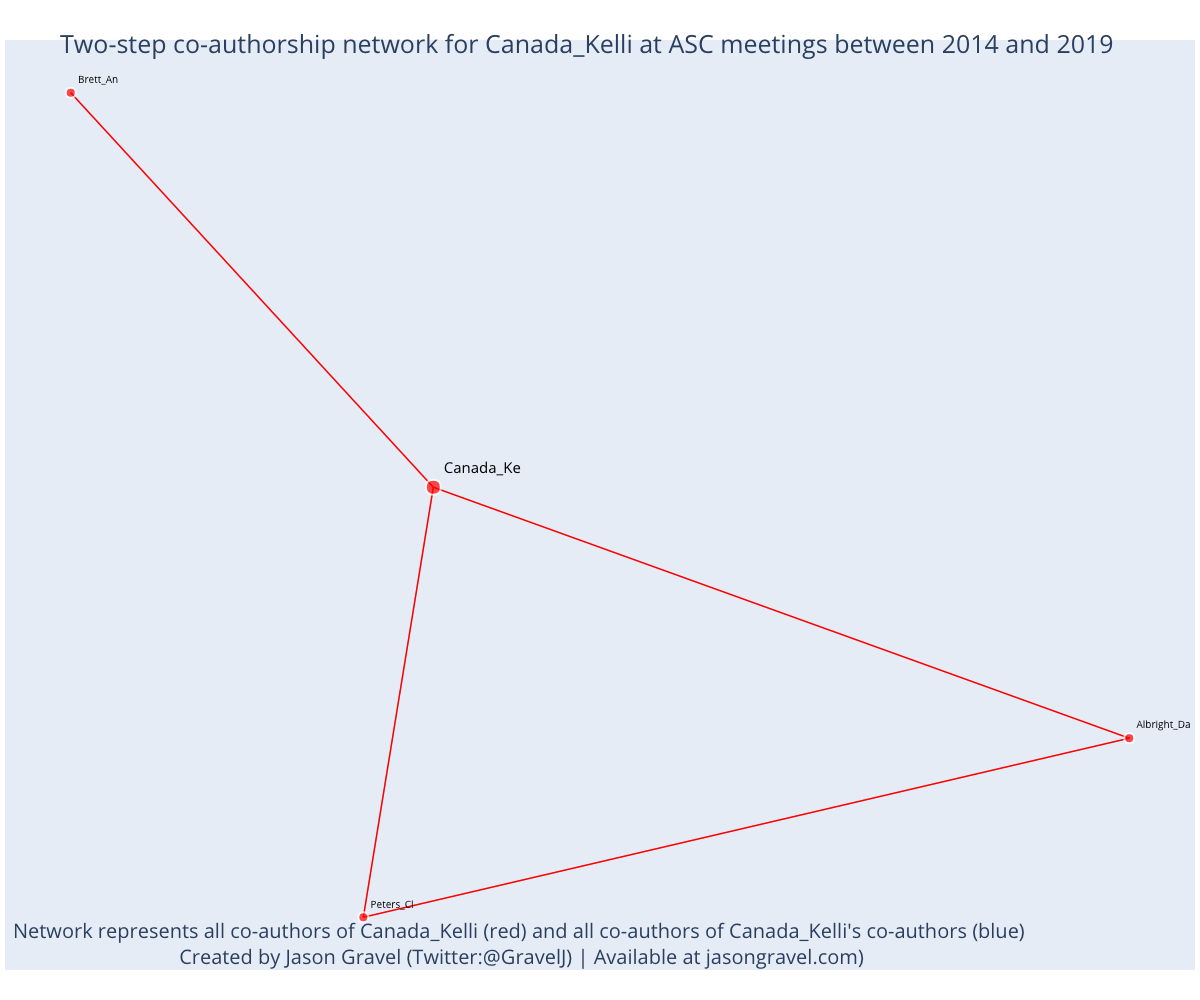 Two-step co-authorship network for Canada_Kelli at ASC meetings between 2014 and 2019
Brett_An
Canada_Ke
Albright_Da
Peters_Cl
Network represents all co-authors of Canada_Kelli (red) and all co-authors of Canada_Kelli's co-authors (blue)
Created by Jason Gravel (Twitter:@GravelJ) | Available at jasongravel.com)